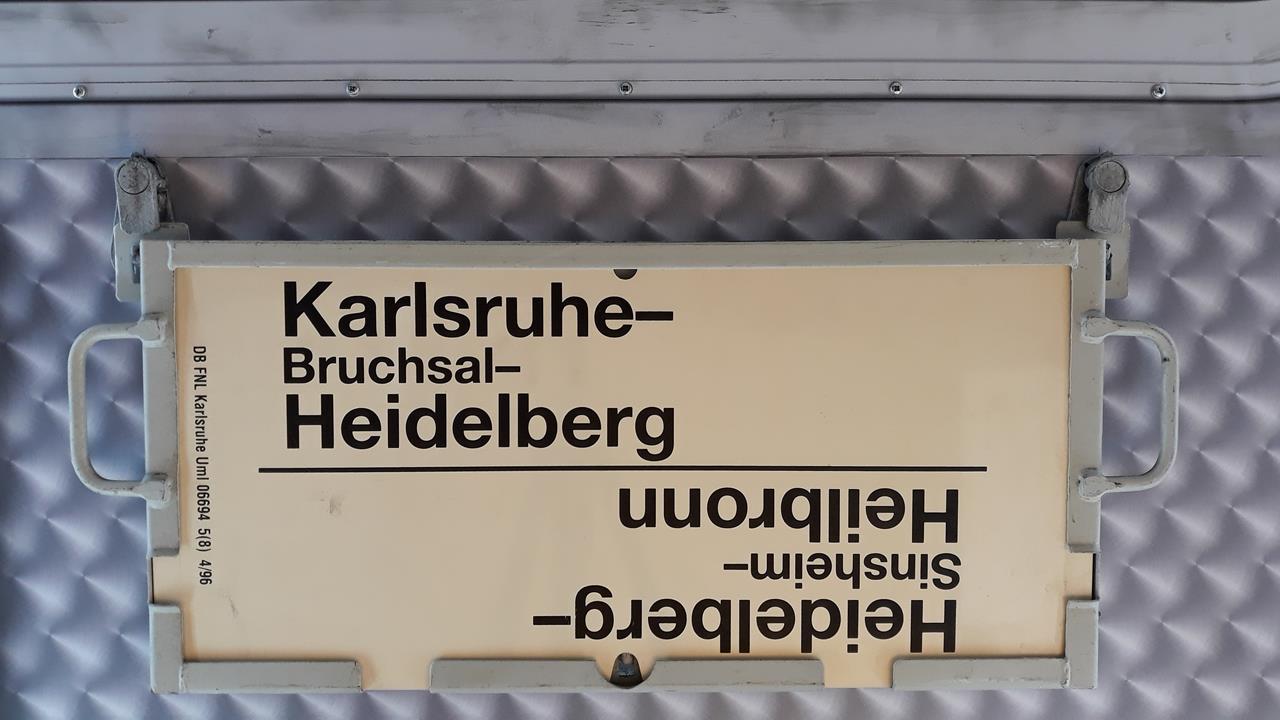 Karlsruhe–
Bruchsal–
Heidelberg
Heidelberg–
Sinsheim–
Heilbronn
DB FNL Karlsruhe Uml 06694 5(8) 4/96